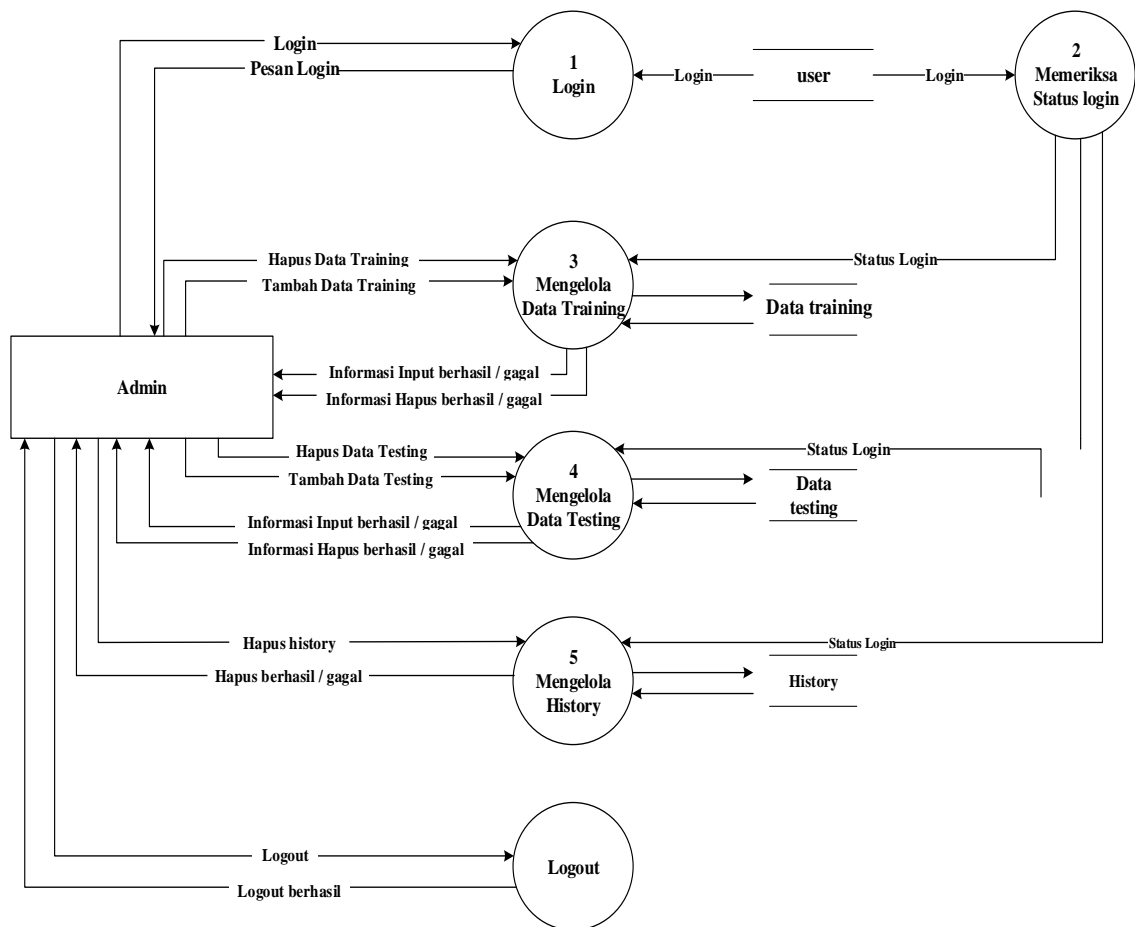 Login
Pesan Login
1
Login
Login
user
Login
2
Memeriksa
Status login
Hapus Data Training
Tambah Data Training
3
Mengelola
Data Training
Status Login
Data training
Admin
Informasi Input berhasil / gagal
Informasi Hapus berhasil / gagal
Hapus Data Testing
Tambah Data Testing
4
Mengelola
Data Testing
Status Login
Data
testing
Informasi Input berhasil / gagal
Informasi Hapus berhasil / gagal
Hapus history
Hapus berhasil / gagal
5
Mengelola
History
Status Login
History
Logout
Logout berhasil
Logout